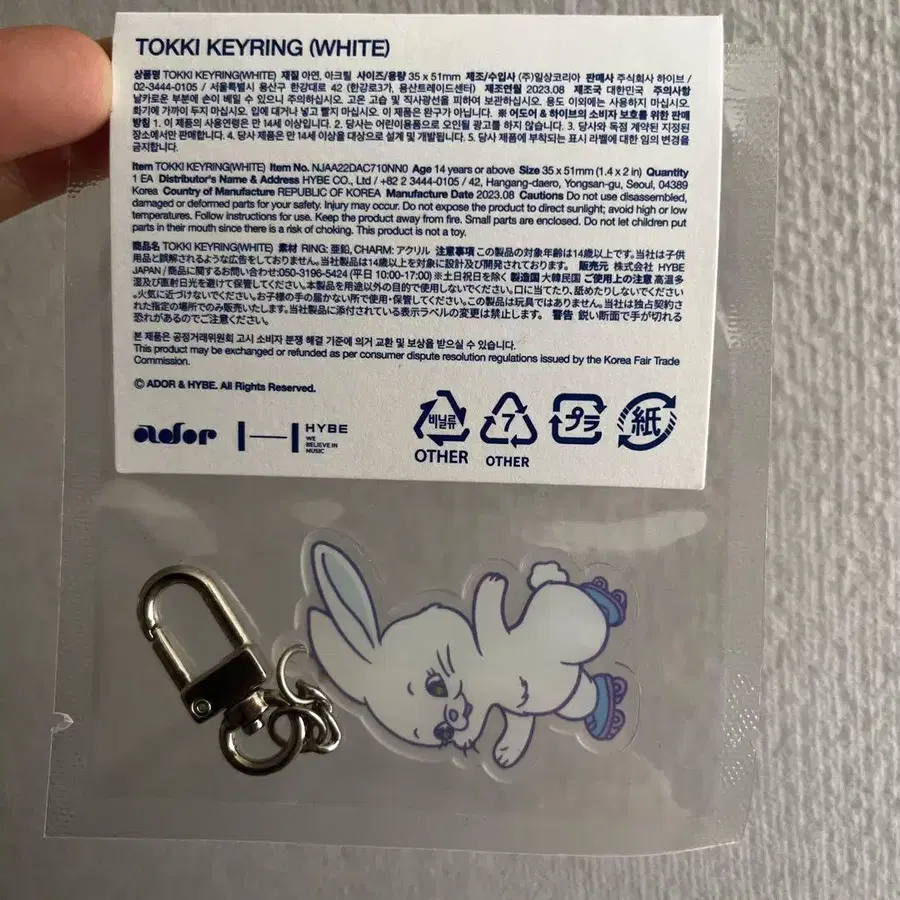 TOKKI KEYRING (WHITE)
상품명 TOKKI KEYRING(WHITE) 재질 아연, 아크릴 사이즈/용량 35 x 51mm 제조/수입사 (주)일상코리아 판매사 주식회사 하이브 /
02-3444-0105 / 서울특별시 용산구 한강대로 42 (한강로3가, 용산트레이드센터) 제조연월 2023.08 제조국 대한민국 주의사항
날카로운 부분에 손이 베일 수 있으니 주의하십시오. 고온 고습 및 직사광선을 피하여 보관하십시오. 용도 이외에는 사용하지 마십시오.
화기에 가까이 두지 마십시오. 입에 대거나 넣고 빨지 마십시오. 이 제품은 완구가 아닙니다. ※ 어도어 & 하이브의 소비자 보호를 위한 판매
방침 1. 이 제품의 사용연령은 만 14세 이상입니다. 2. 당사는 어린이용품으로 오인될 광고를 하지 않습니다. 3. 당사와 독점 계약된 지정된
장소에서만 판매합니다. 4. 당사 제품은 만 14세 이상을 대상으로 설계 및 개발됩니다. 5. 당사 제품에 부착되는 표시 라벨에 대한 임의 변경을
금지합니다.
Item TOKKI KEYRING(WHITE) Item No. NJAA22DAC710NN0 Age 14 years or above Size 35 x 51mm (1.4 x 2 in) Quantity
1 EA Distributor's Name & Address HYBE CO., Ltd / +82 2 3444-0105 / 42, Hangang-daero, Yongsan-gu, Seoul, 04389
Korea Country of Manufacture REPUBLIC OF KOREA Manufacture Date 2023.08 Cautions Do not use disassembled,
damaged or deformed parts for your safety. Injury may occur. Do not expose the product to direct sunlight; avoid high or low
temperatures. Follow instructions for use. Keep the product away from fire. Small parts are enclosed. Do not let children put
parts in their mouth since there is a risk of choking. This product is not a toy.
商品名 TOKKI KEYRING(WHITE) 素材 RING: 亜鉛, CHARM: アクリル 注意事項 この製品の対象年齢は14歳以上です。当社は子供
用品と誤解されるような広告をしておりません。当社製品は14歳以上を対象に設計及び開発されております。 販売元 株式会社 HYBE
JAPAN / 商品に関するお問い合わせ:050-3196-5424 (平日 10:00-17:00)※土日祝日を除く 製造国 大韓民国 ご使用上の注意 高温多
湿及び直射日光を避けて保管してください。本製品を用途以外の目的で使用しないでください。口に当てたり、舐めたりしないでください
。火気に近づけないでください。お子様の手の届かない所で使用・保管してください。この製品は玩具ではありません。当社は独占契約さ
れた指定の場所でのみ販売いたします。当社製品に添付されている表示ラベルの変更は禁止します。 警告 鋭い断面で手が切れる
恐れがあるのでご注意ください。
본 제품은 공정거래위원회 고시 소비자 분쟁 해결 기준에 의거 교환 및 보상을 받으실 수 있습니다.
This product may be exchanged or refunded as per consumer dispute resolution regulations issued by the Korea Fair Trade
Commission.
© ADOR & HYBE. All Rights Reserved.
ador HYBE
WE
BELIEVE IN
MUSIC
비닐류 7 プラ 紙
OTHER OTHER